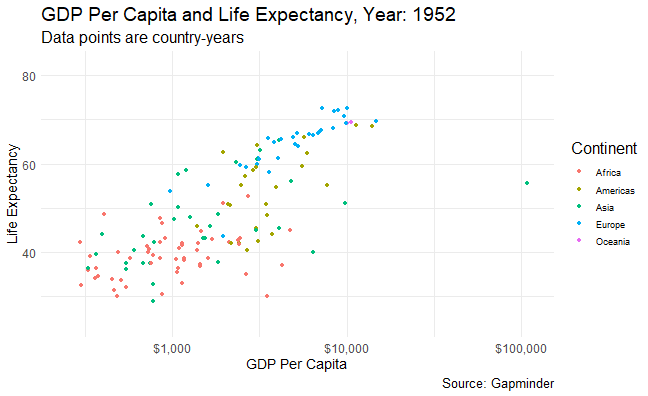 GDP Per Capita and Life Expectancy, Year: 1952
Data points are country-years
80
60
40
Life Expectancy
$1,000
$10,000
$100,000
GDP Per Capita
Continent
Africa
Americas
Asia
Europe
Oceania
Source: Gapminder